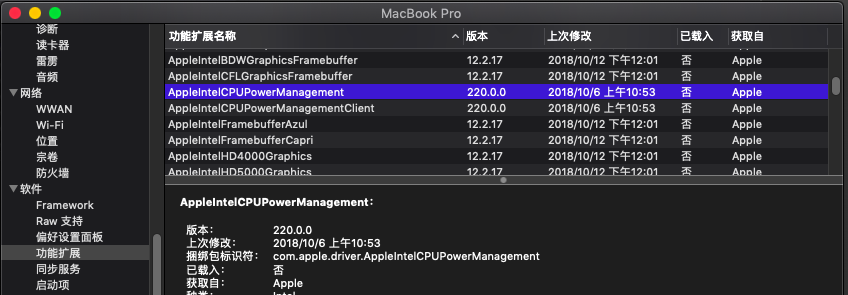 MacBook Pro
诊断
读卡器
雷雳
音频
网络
WWAN
Wi-Fi
位置
宗卷
防火墙
软件
Framework
Raw 支持
偏好设置面板
功能扩展
同步服务
启动项
功能扩展名称 版本 上次修改 已载入 获取自
AppleIntelBDWGraphicsFramebuffer 12.2.17 2018/10/12 下午12:01 否 Apple
AppleIntelCFLGraphicsFramebuffer 12.2.17 2018/10/12 下午12:01 否 Apple
AppleIntelCPUPowerManagement 220.0.0 2018/10/6 上午10:53 否 Apple
AppleIntelCPUPowerManagementClient 220.0.0 2018/10/6 上午10:53 否 Apple
AppleIntelFramebufferAzul 12.2.17 2018/10/12 下午12:01 否 Apple
AppleIntelFramebufferCapri 12.2.17 2018/10/12 下午12:01 否 Apple
AppleIntelHD4000Graphics 12.2.17 2018/10/12 下午12:01 否 Apple
AppleIntelHD5000Graphics 12.2.17 2018/10/12 下午12:01 否 Apple
AppleIntelCPUPowerManagement：
版本： 220.0.0
上次修改： 2018/10/6 上午10:53
捆绑包标识符： com.apple.driver.AppleIntelCPUPowerManagement
已载入： 否
获取自： Apple
种类： Intel